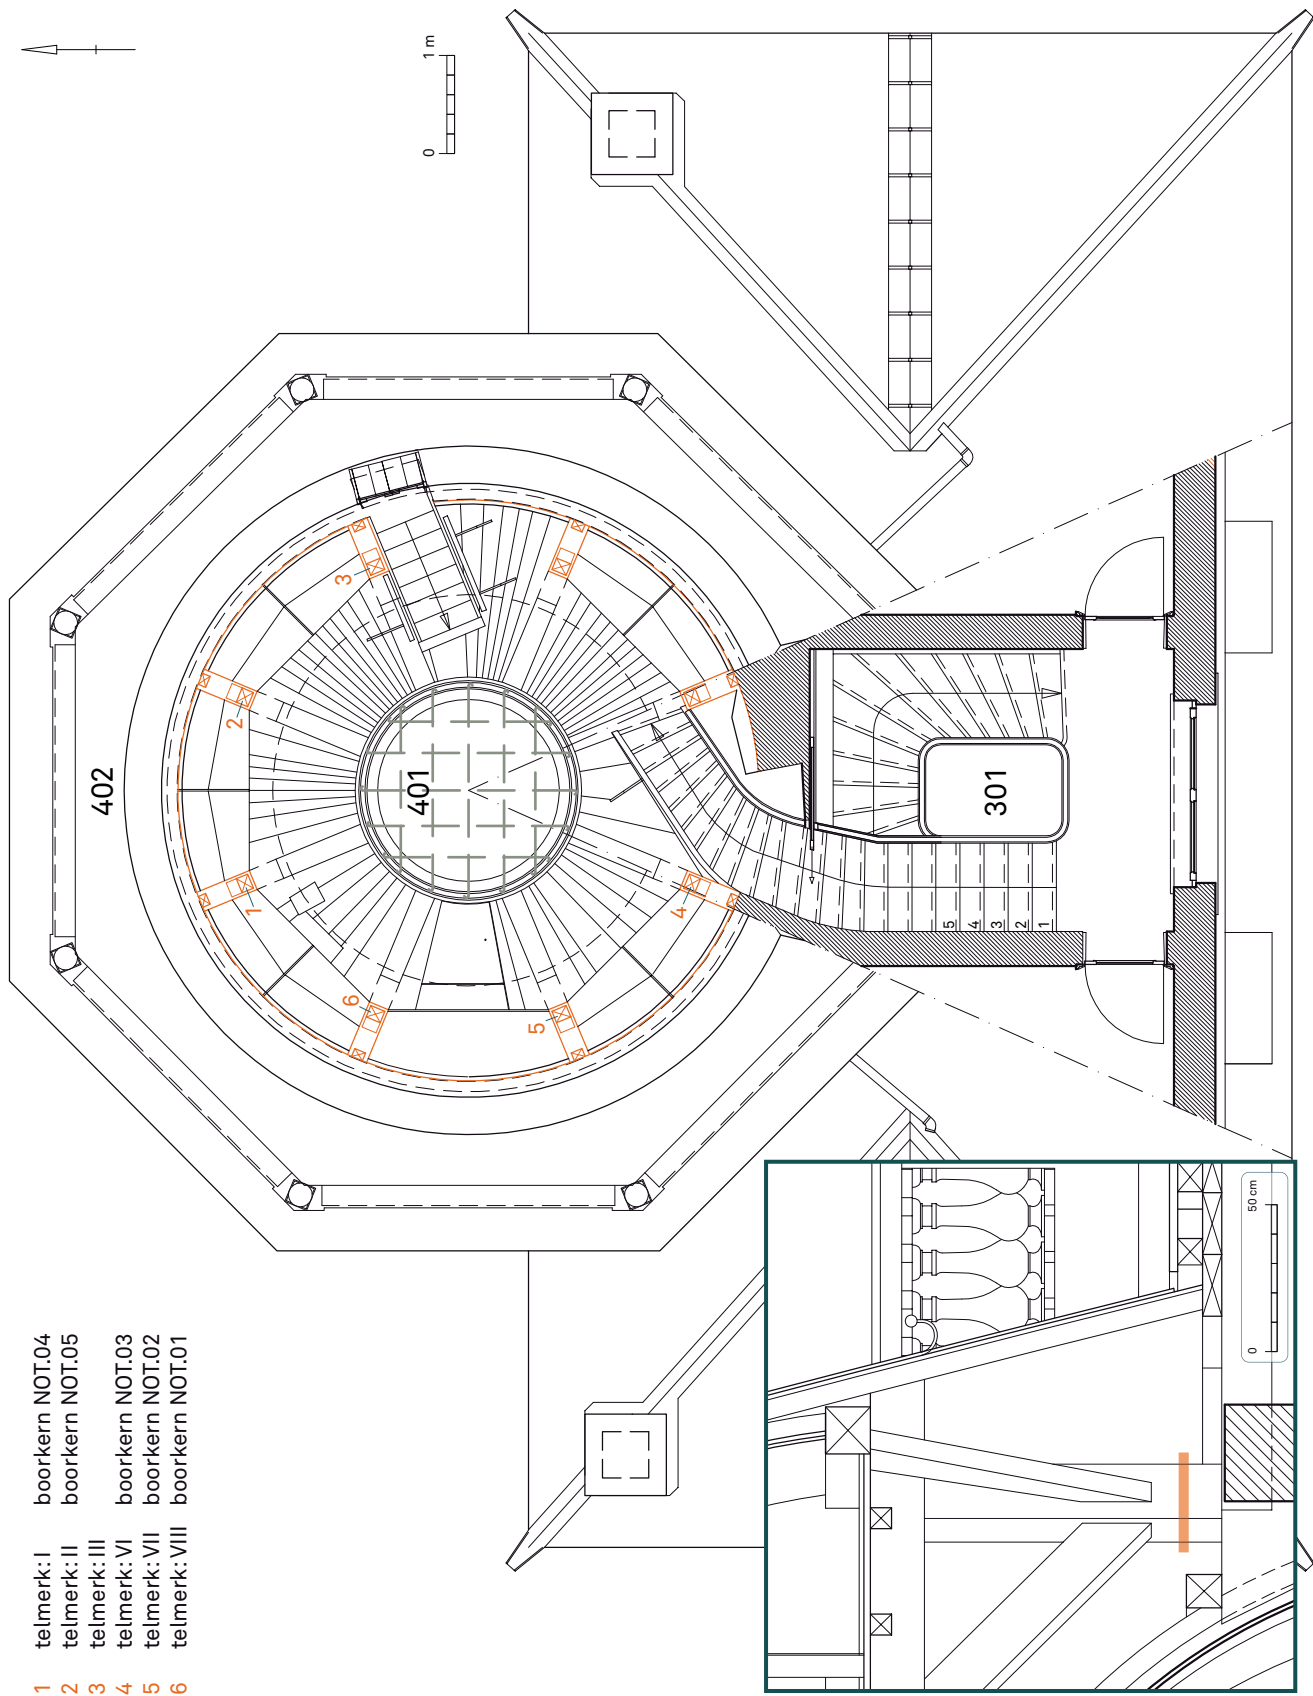 1 telmerk: I boorkern NOT.04
2 telmerk: II boorkern NOT.05
3 telmerk: III
4 telmerk: VI boorkern NOT.03
5 telmerk: VII boorkern NOT.02
6 telmerk: VIII boorkern NOT.01
402
401
301
1
2
3
4
5
6
1
2
3
4
5
0 1 m
0 50 cm